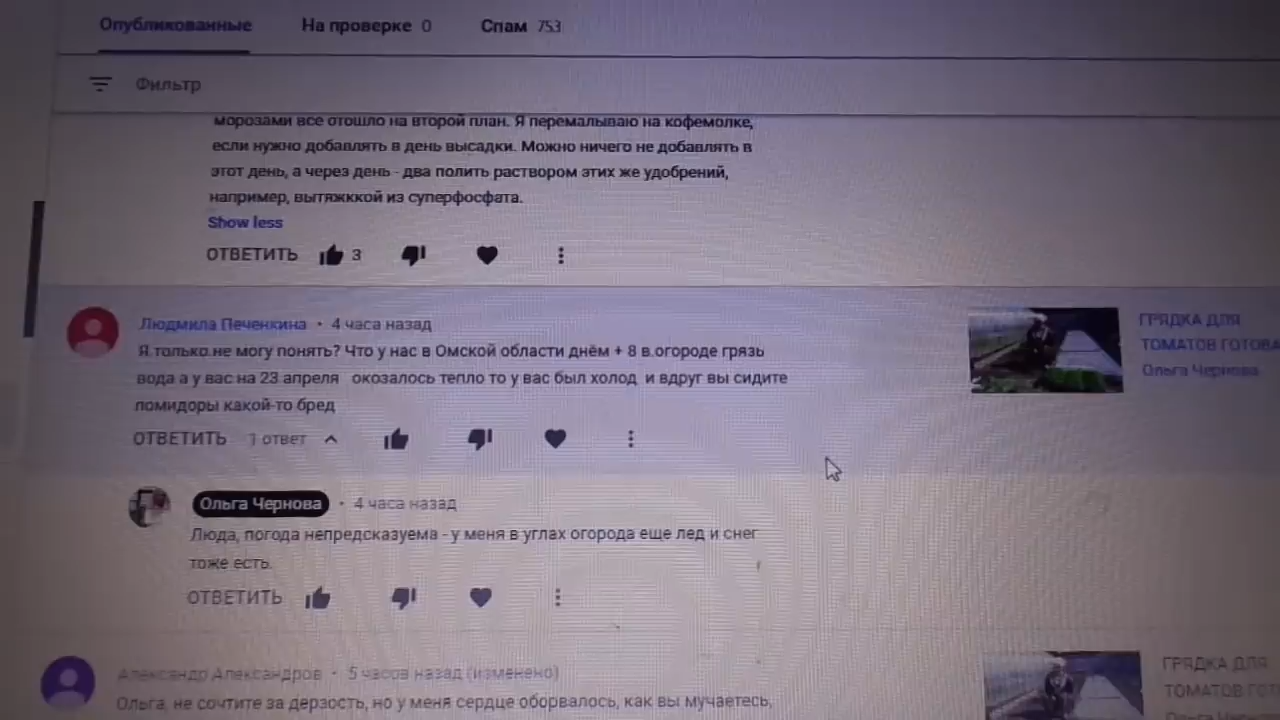 Опубликованные На проверке 0 Спам 753
Фильтр
морозами все отошло на второй план. Я перемалываю на кофемолке,
если нужно добавлять в день высадки. Можно ничего не добавлять в
этот день, а через день - два полить раствором этих же удобрений,
например, вытяжккой из суперфосфата.
Show less
ОТВЕТИТЬ 3
Людмила Печенкина • 4 часа назад
Я только не могу понять? Что у нас в Омской области днём + 8 в.огороде грязь
вода а у вас на 23 апреля окозалось тепло то у вас был холод и вдруг вы сидите
помидоры какой-то бред
ОТВЕТИТЬ 1 ответ
ГРЯДКА ДЛЯ
ТОМАТОВ ГОТОВА
Ольга Чернова
Ольга Чернова • 4 часа назад
Люда, погода непредсказуема - у меня в углах огорода еще лед и снег
тоже есть.
ОТВЕТИТЬ
Александр Александров • 5 часов назад (изменено)
Ольга, не сочтите за дерзость, но у меня сердце оборвалось, как вы мучаетесь,
ГРЯДКА ДЛЯ
ТОМАТОВ ГОТ